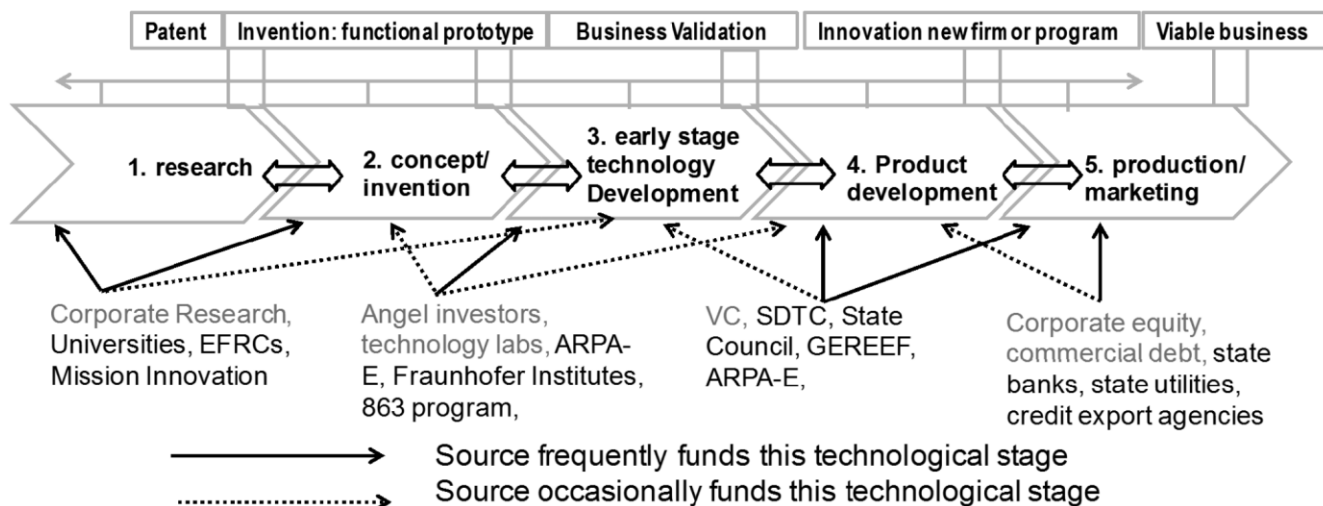 Patent
Invention: functional prototype
Business Validation
Innovation new firm or program
Viable business
1. research
2. concept/
invention
3. early stage
technology
Development
4. Product
development
5. production/
marketing
Corporate Research,
Universities, EFRCs,
Mission Innovation
Angel investors,
technology labs, ARPA-
E, Fraunhofer Institutes,
863 program,
VC, SDTC, State
Council, GEREEF,
ARPA-E,
Corporate equity,
commercial debt, state
banks, state utilities,
credit export agencies
Source frequently funds this technological stage
Source occasionally funds this technological stage